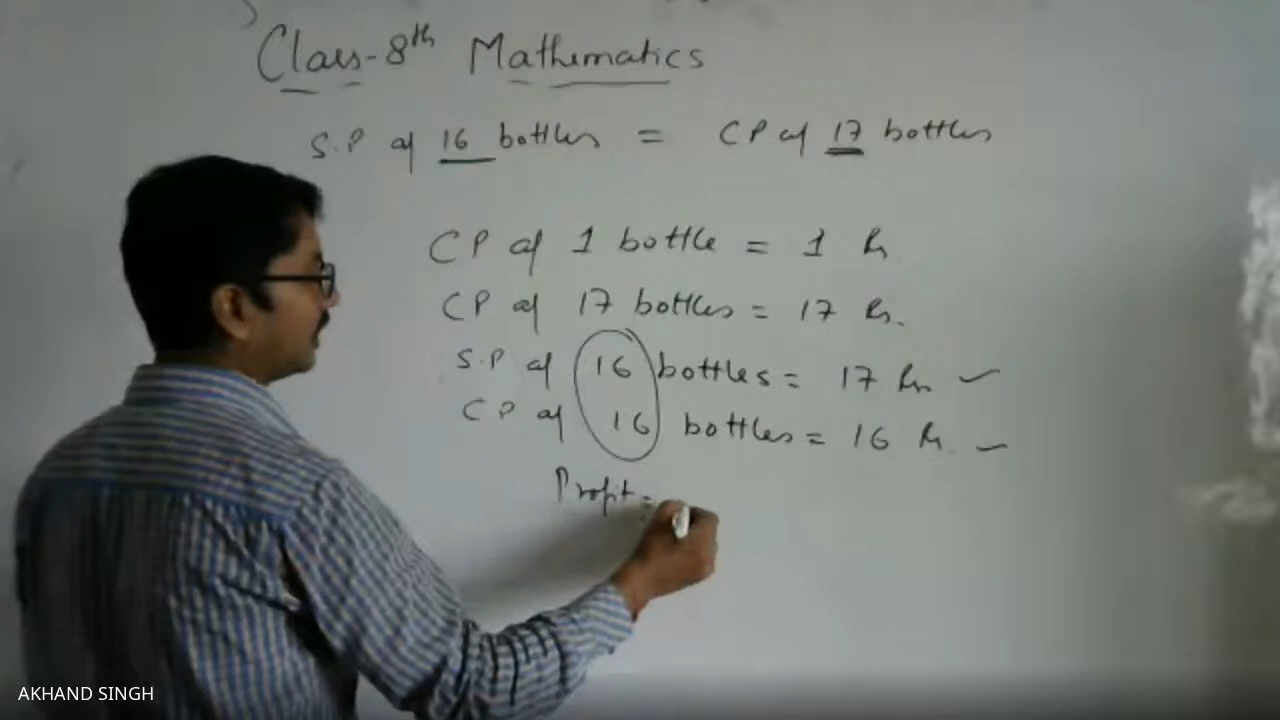 Class-8th Mathematics
S.P of 16 bottles = CP of 17 bottles
CP of 1 bottle = 1 Rs
CP of 17 bottles = 17 Rs.
S.P of 16 bottles = 17 Rs
CP of 16 bottles = 16 Rs.
Profit =
AKHAND SINGH